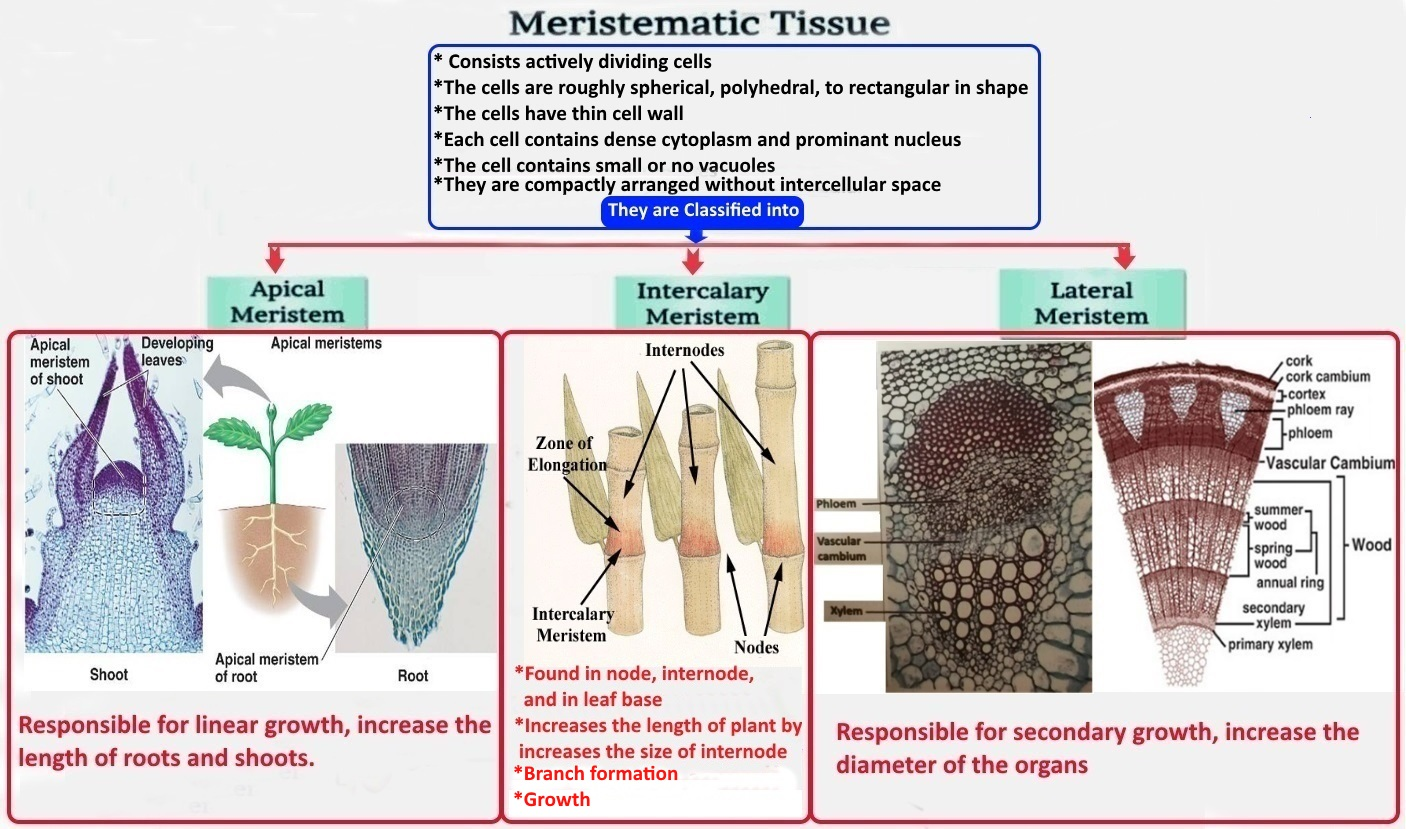 Meristematic Tissue
* Consists actively dividing cells
*The cells are roughly spherical, polyhedral, to rectangular in shape
*The cells have thin cell wall
*Each cell contains dense cytoplasm and prominant nucleus
*The cell contains small or no vacuoles
*They are compactly arranged without intercellular space
They are Classified into
Apical
Meristem
Apical
meristem
of shoot
Developing
leaves
Apical meristems
Apical meristem
of root
Shoot
Root
Responsible for linear growth, increase the
length of roots and shoots.
Intercalary
Meristem
Internodes
Zone of
Elongation
Intercalary
Meristem
Nodes
*Found in node, internode,
and in leaf base
*Increases the length of plant by
increases the size of internode
*Branch formation
*Growth
Lateral
Meristem
Phloem
Vascular
cambium
Xylem
cork
cork cambium
cortex
phloem ray
phloem
Vascular Cambium
summer
wood
spring
wood
annual ring
Wood
secondary
xylem
primary xylem
Responsible for secondary growth, increase the
diameter of the organs